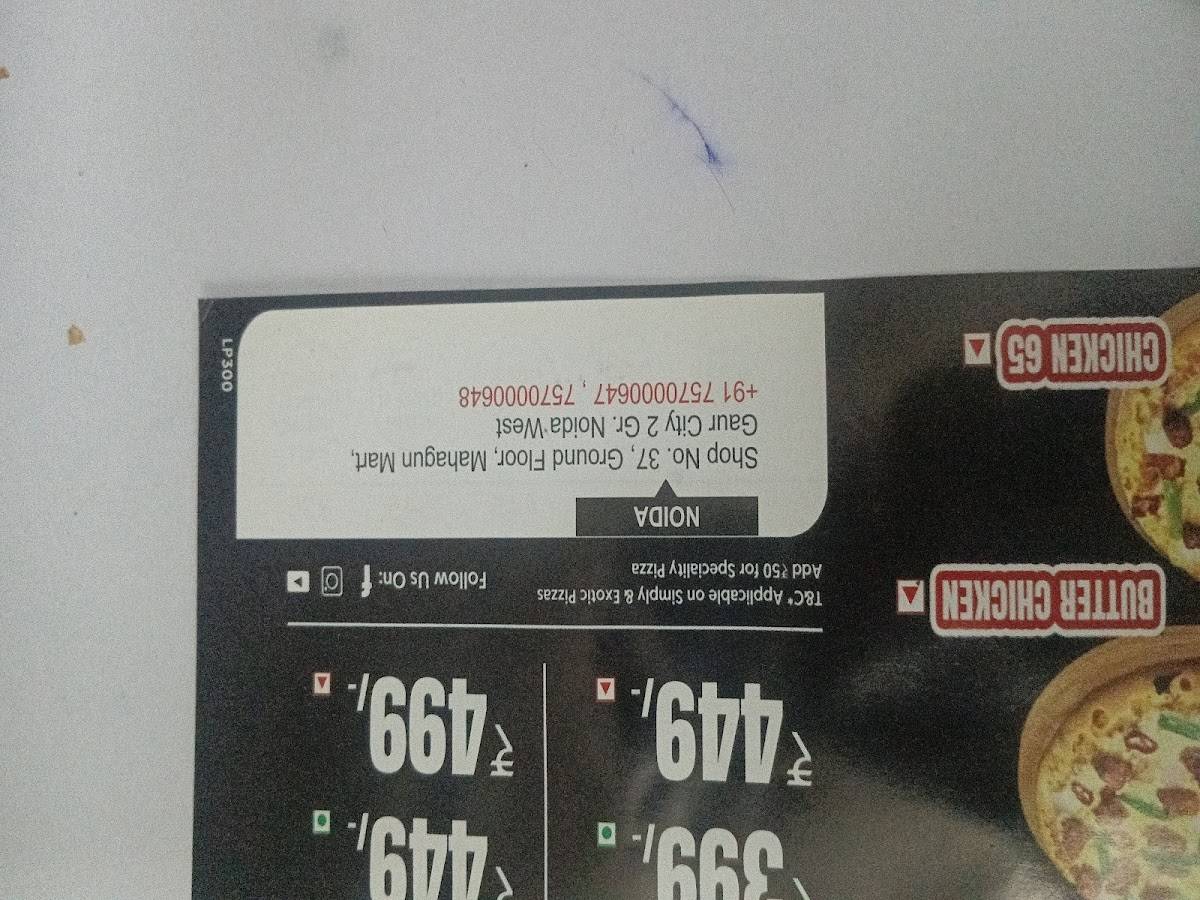 ₹399/-
₹449/-
₹449/-
₹499/-
T&C* Applicable on Simply & Exotic Pizzas
Add ₹50 for Speciality Pizza
Follow Us On:
NOIDA
Shop No. 37, Ground Floor, Mahagun Mart,
Gaur City 2 Gr. Noida West
+91 7570000647 , 7570000648
LP300
BUTTER CHICKEN
CHICKEN 65